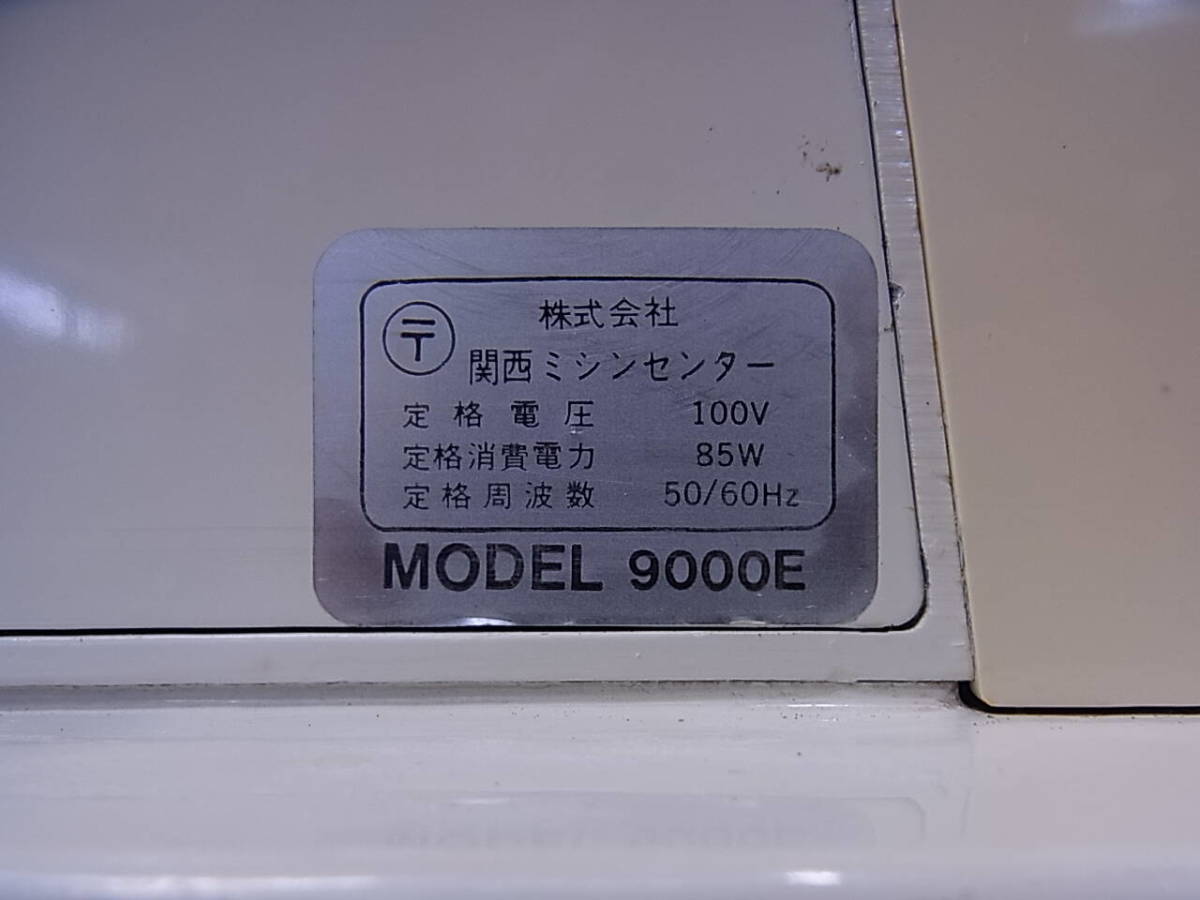 〒 株式会社
関西ミシンセンター
定格電圧 100V
定格消費電力 85W
定格周波数 50/60Hz
MODEL 9000E